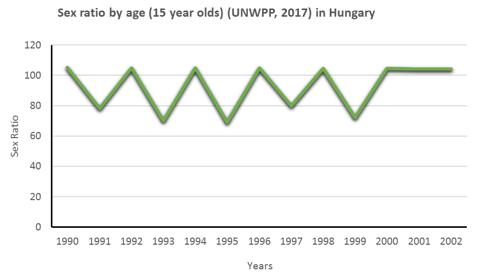 Sex ratio by age (15 year olds) (UNWPP, 2017) in Hungary
120
100
80
60
40
20
0
Sex Ratio
1990 1991 1992 1993 1994 1995 1996 1997 1998 1999 2000 2001 2002
Years